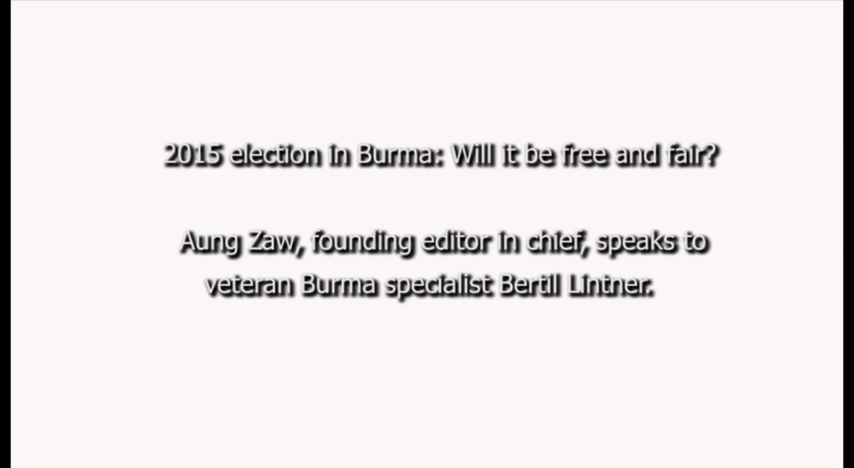 2015 election in Burma: Will it be free and fair?
Aung Zaw, founding editor in chief, speaks to
veteran Burma specialist Bertil Lintner.